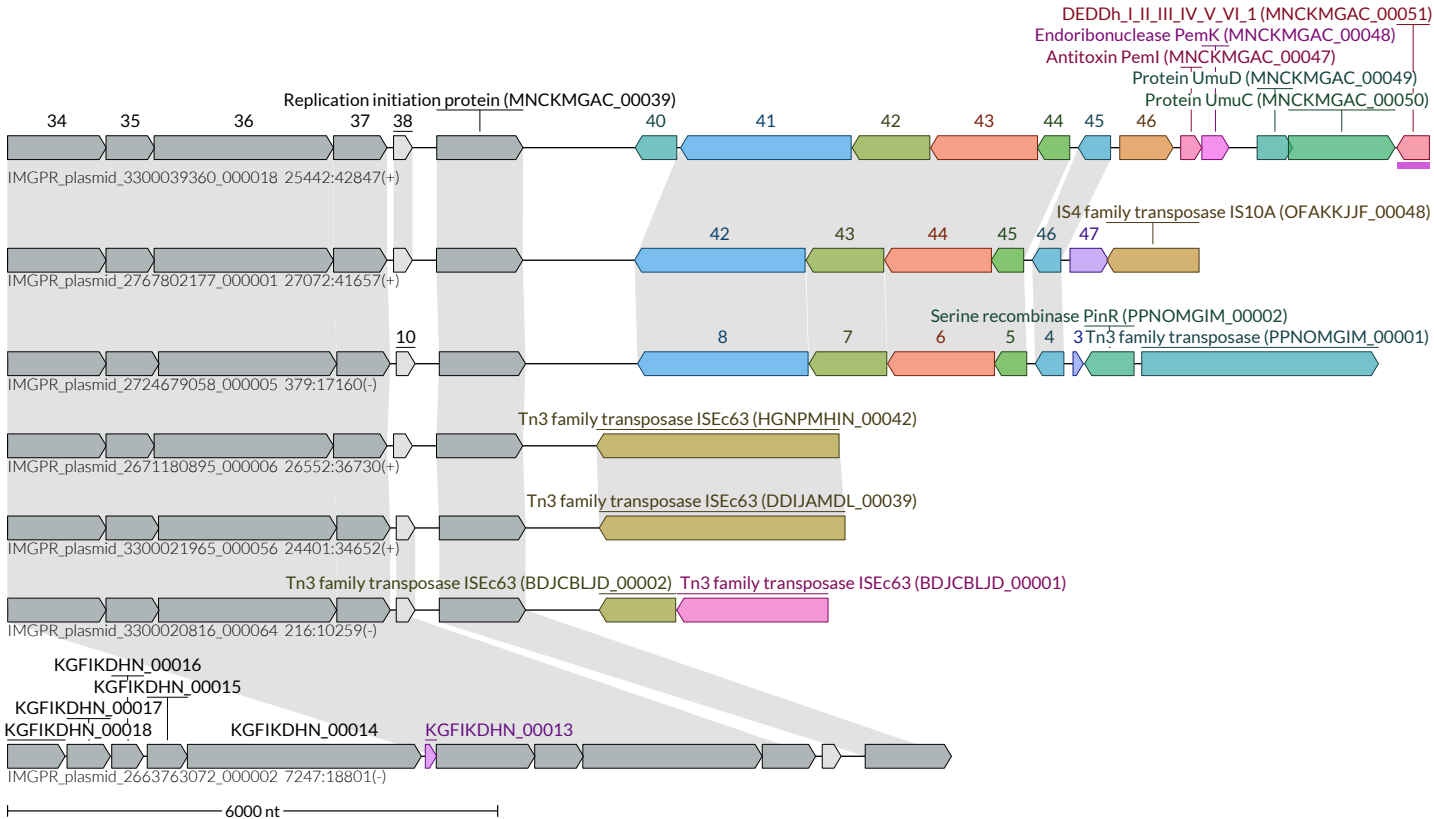 DEDDh_I_II_III_IV_V_VI_1 (MNCKMGAC_00051)
Endoribonuclease PemK (MNCKMGAC_00048)
Antitoxin PemI (MNCKMGAC_00047)
Protein UmuD (MNCKMGAC_00049)
Replication initiation protein (MNCKMGAC_00039) Protein UmuC (MNCKMGAC_00050)
34 35 36 37 38 40 41 42 43 44 45 46
IMGPR_plasmid_3300039360_000018 25442:42847(+)
IS4 family transposase IS10A (OFAKKJJF_00048)
42 43 44 45 46 47
IMGPR_plasmid_2767802177_000001 27072:41657(+)
Serine recombinase PinR (PPNOMGIM_00002)
10 8 7 6 5 4 3 Tn3 family transposase (PPNOMGIM_00001)
IMGPR_plasmid_2724679058_000005 379:17160(-)
Tn3 family transposase ISEc63 (HGNPMHIN_00042)
IMGPR_plasmid_2671180895_000006 26552:36730(+)
Tn3 family transposase ISEc63 (DDIJAMDL_00039)
IMGPR_plasmid_3300021965_000056 24401:34652(+)
Tn3 family transposase ISEc63 (BDJCBLJD_00002) Tn3 family transposase ISEc63 (BDJCBLJD_00001)
IMGPR_plasmid_3300020816_000064 216:10259(-)
KGFIKDHN_00016
KGFIKDHN_00015
KGFIKDHN_00017
KGFIKDHN_00018 KGFIKDHN_00014 KGFIKDHN_00013
IMGPR_plasmid_2663763072_000002 7247:18801(-)
6000 nt